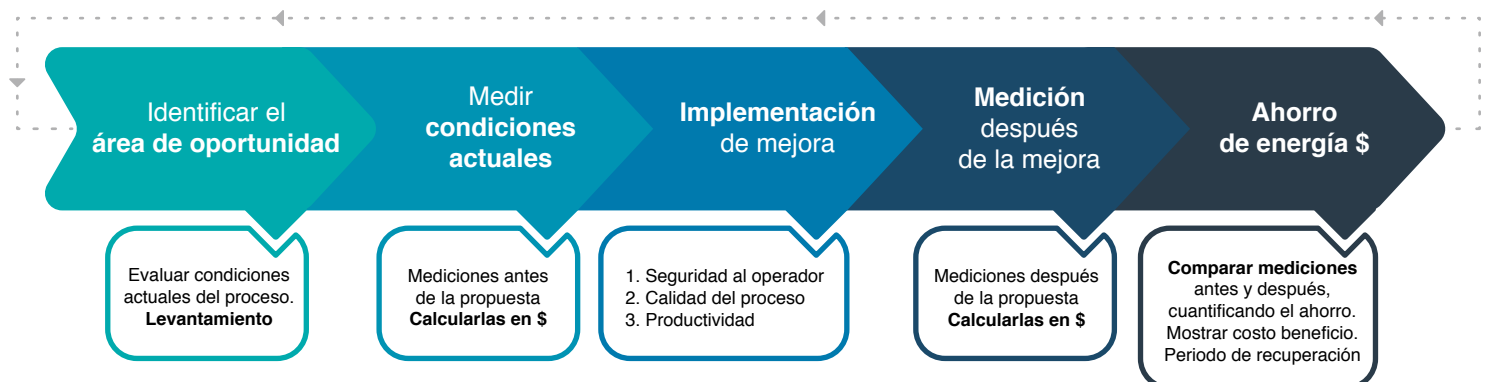 Identificar el
área de oportunidad
Medir
condiciones
actuales
Implementación
de mejora
Medición
después
de la mejora
Ahorro
de energía $
Evaluar condiciones
actuales del proceso.
Levantamiento
Mediciones antes
de la propuesta
Calcularlas en $
1. Seguridad al operador
2. Calidad del proceso
3. Productividad
Mediciones después
de la propuesta
Calcularlas en $
Comparar mediciones
antes y después,
cuantificando el ahorro.
Mostrar costo beneficio.
Periodo de recuperación